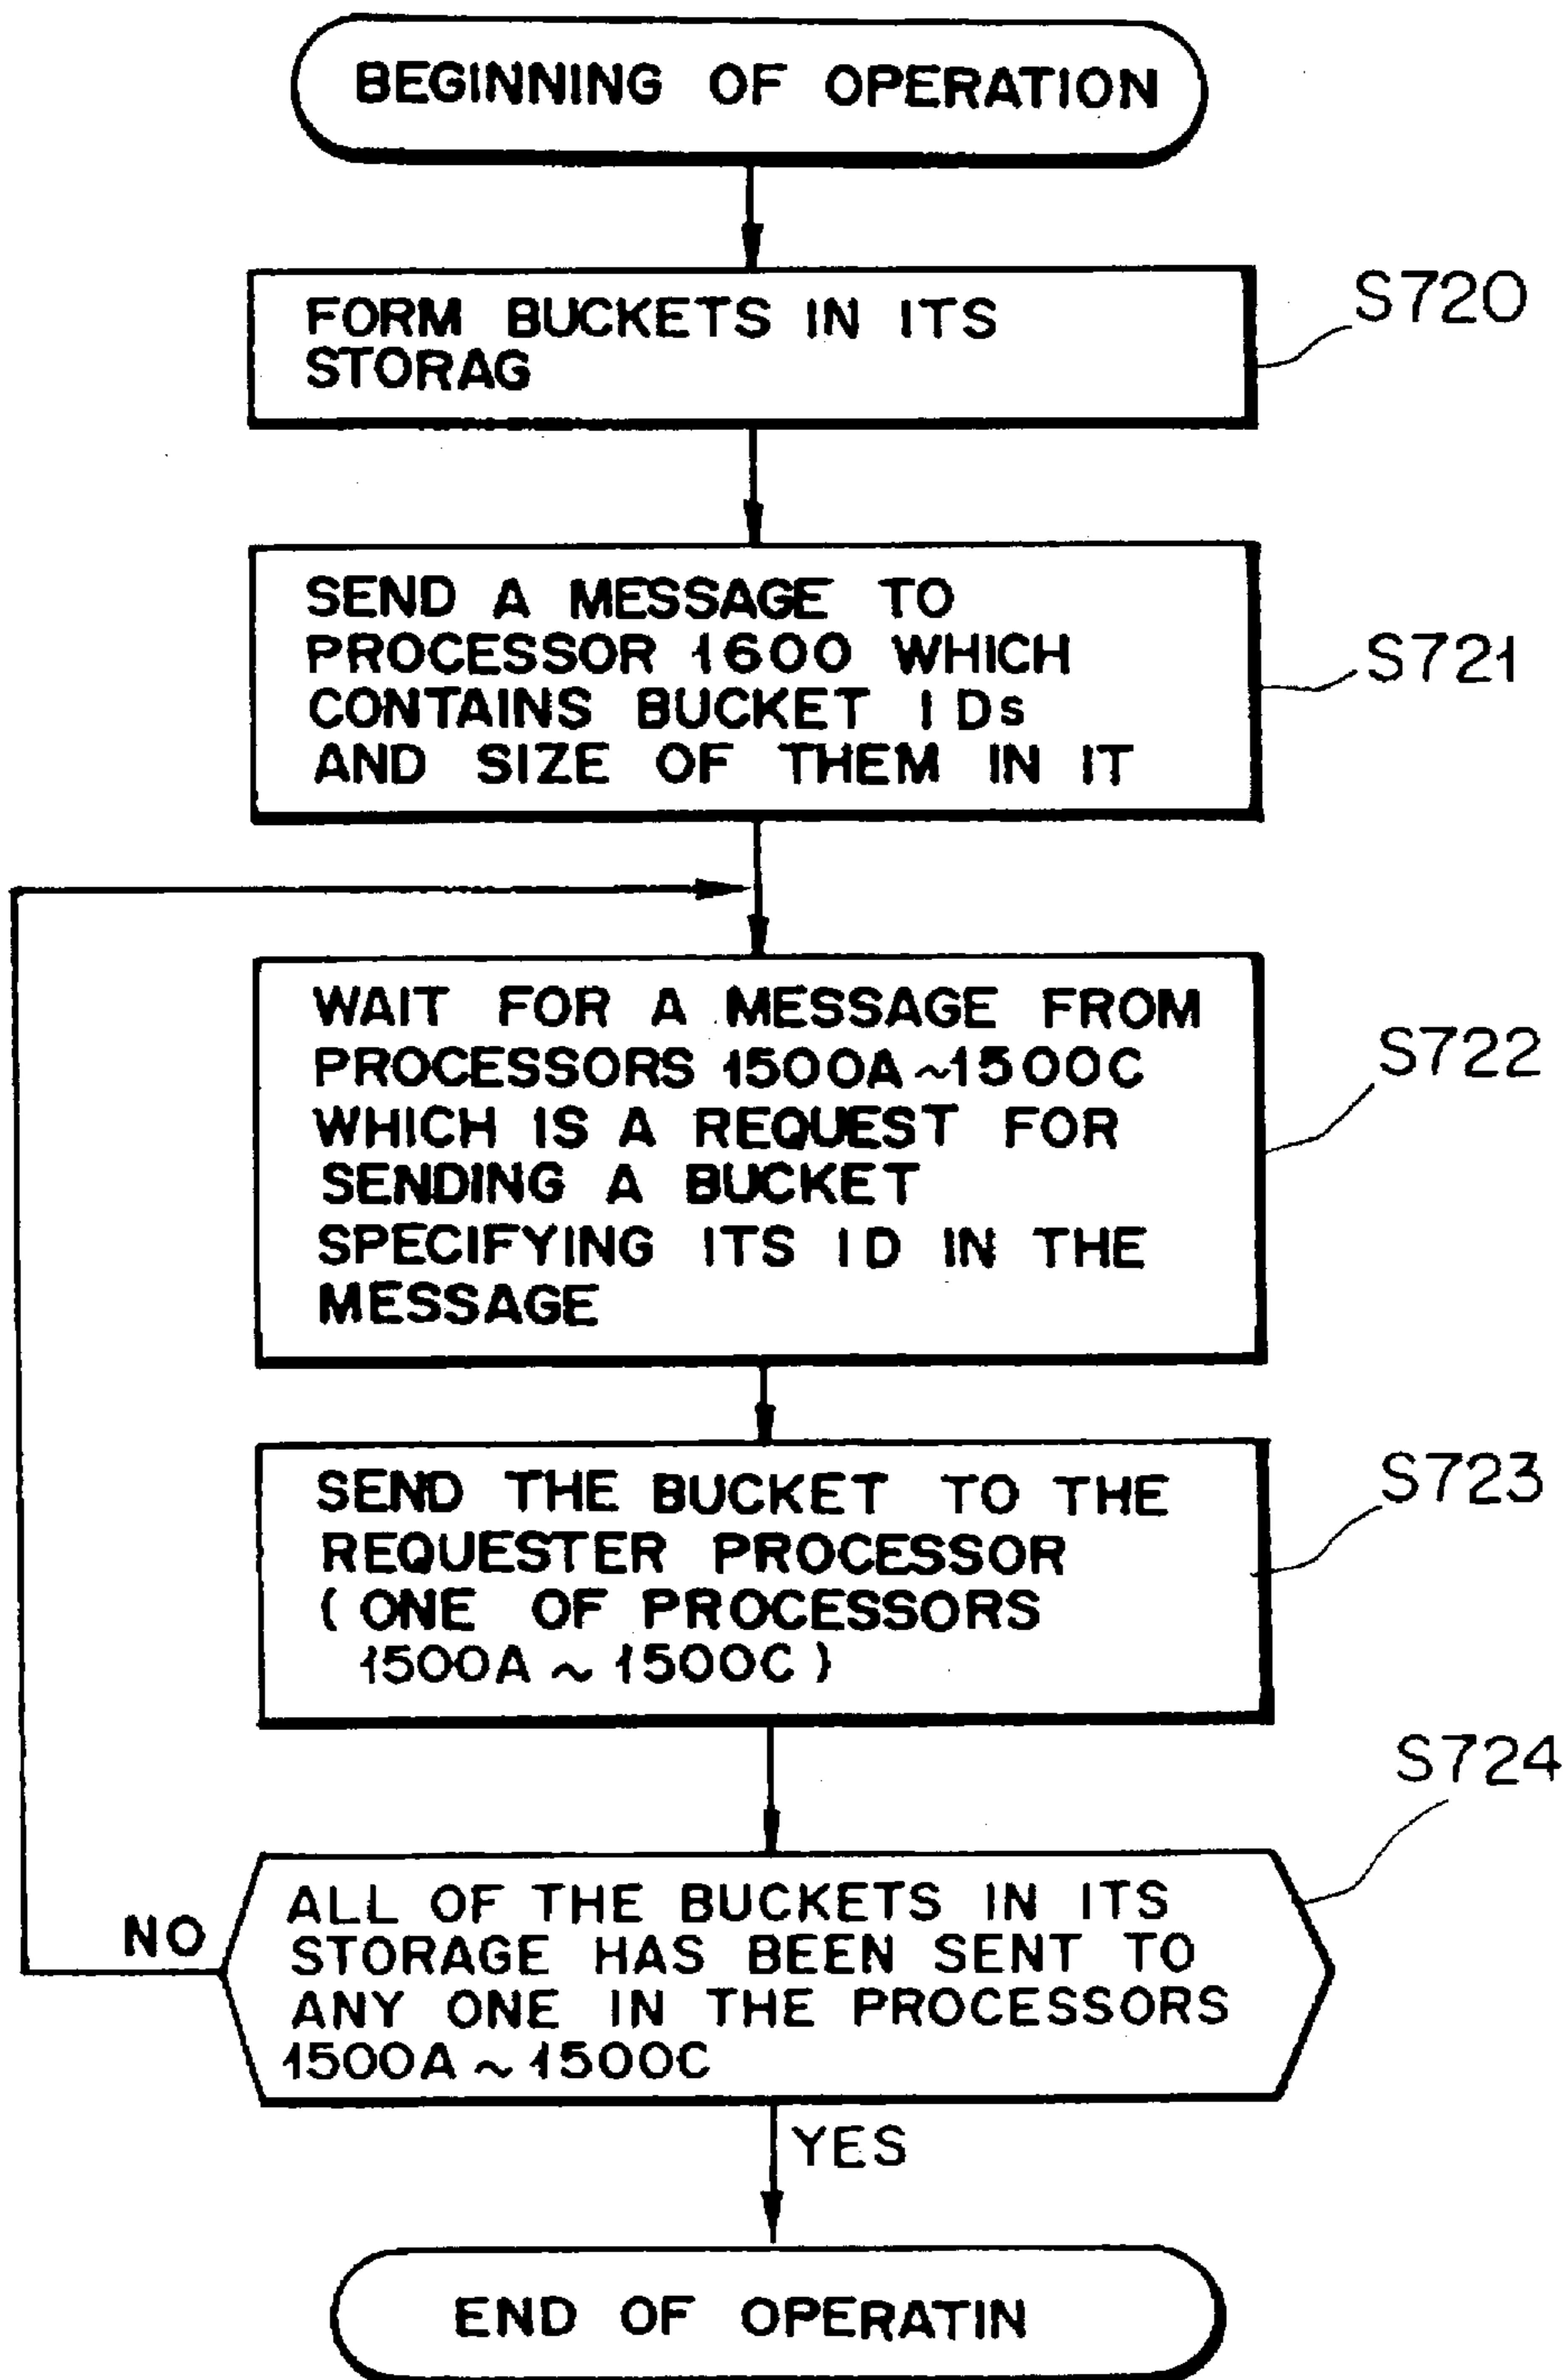 BEGINNING OF OPERATION
FORM BUCKETS IN ITS
STORAG
S720
SEND A MESSAGE TO
PROCESSOR 1600 WHICH
CONTAINS BUCKET IDs
AND SIZE OF THEM IN IT
S721
WAIT FOR A MESSAGE FROM
PROCESSORS 1500A~1500C
WHICH IS A REQUEST FOR
SENDING A BUCKET
SPECIFYING ITS ID IN THE
MESSAGE
S722
SEND THE BUCKET TO THE
REQUESTER PROCESSOR
(ONE OF PROCESSORS
1500A~1500C)
S723
S724
ALL OF THE BUCKETS IN ITS
STORAGE HAS BEEN SENT TO
ANY ONE IN THE PROCESSORS
1500A~1500C
NO
YES
END OF OPERATIN